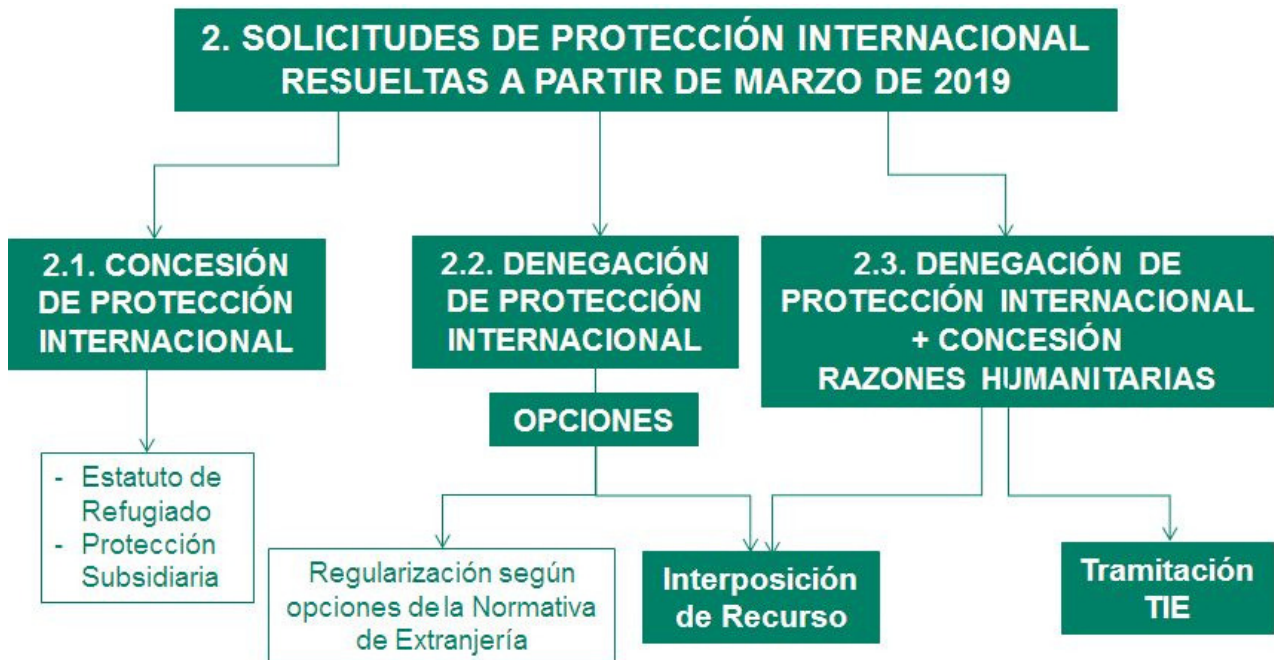 2. SOLICITUDES DE PROTECCIÓN INTERNACIONAL
RESUELTAS A PARTIR DE MARZO DE 2019
2.1. CONCESIÓN
DE PROTECCIÓN
INTERNACIONAL
2.2. DENEGACIÓN
DE PROTECCIÓN
INTERNACIONAL
2.3. DENEGACIÓN DE
PROTECCIÓN INTERNACIONAL
+ CONCESIÓN
RAZONES HUMANITARIAS
OPCIONES
- Estatuto de
Refugiado
- Protección
Subsidiaria
Regularización según
opciones de la Normativa
de Extranjería
Interposición
de Recurso
Tramitación
TIE